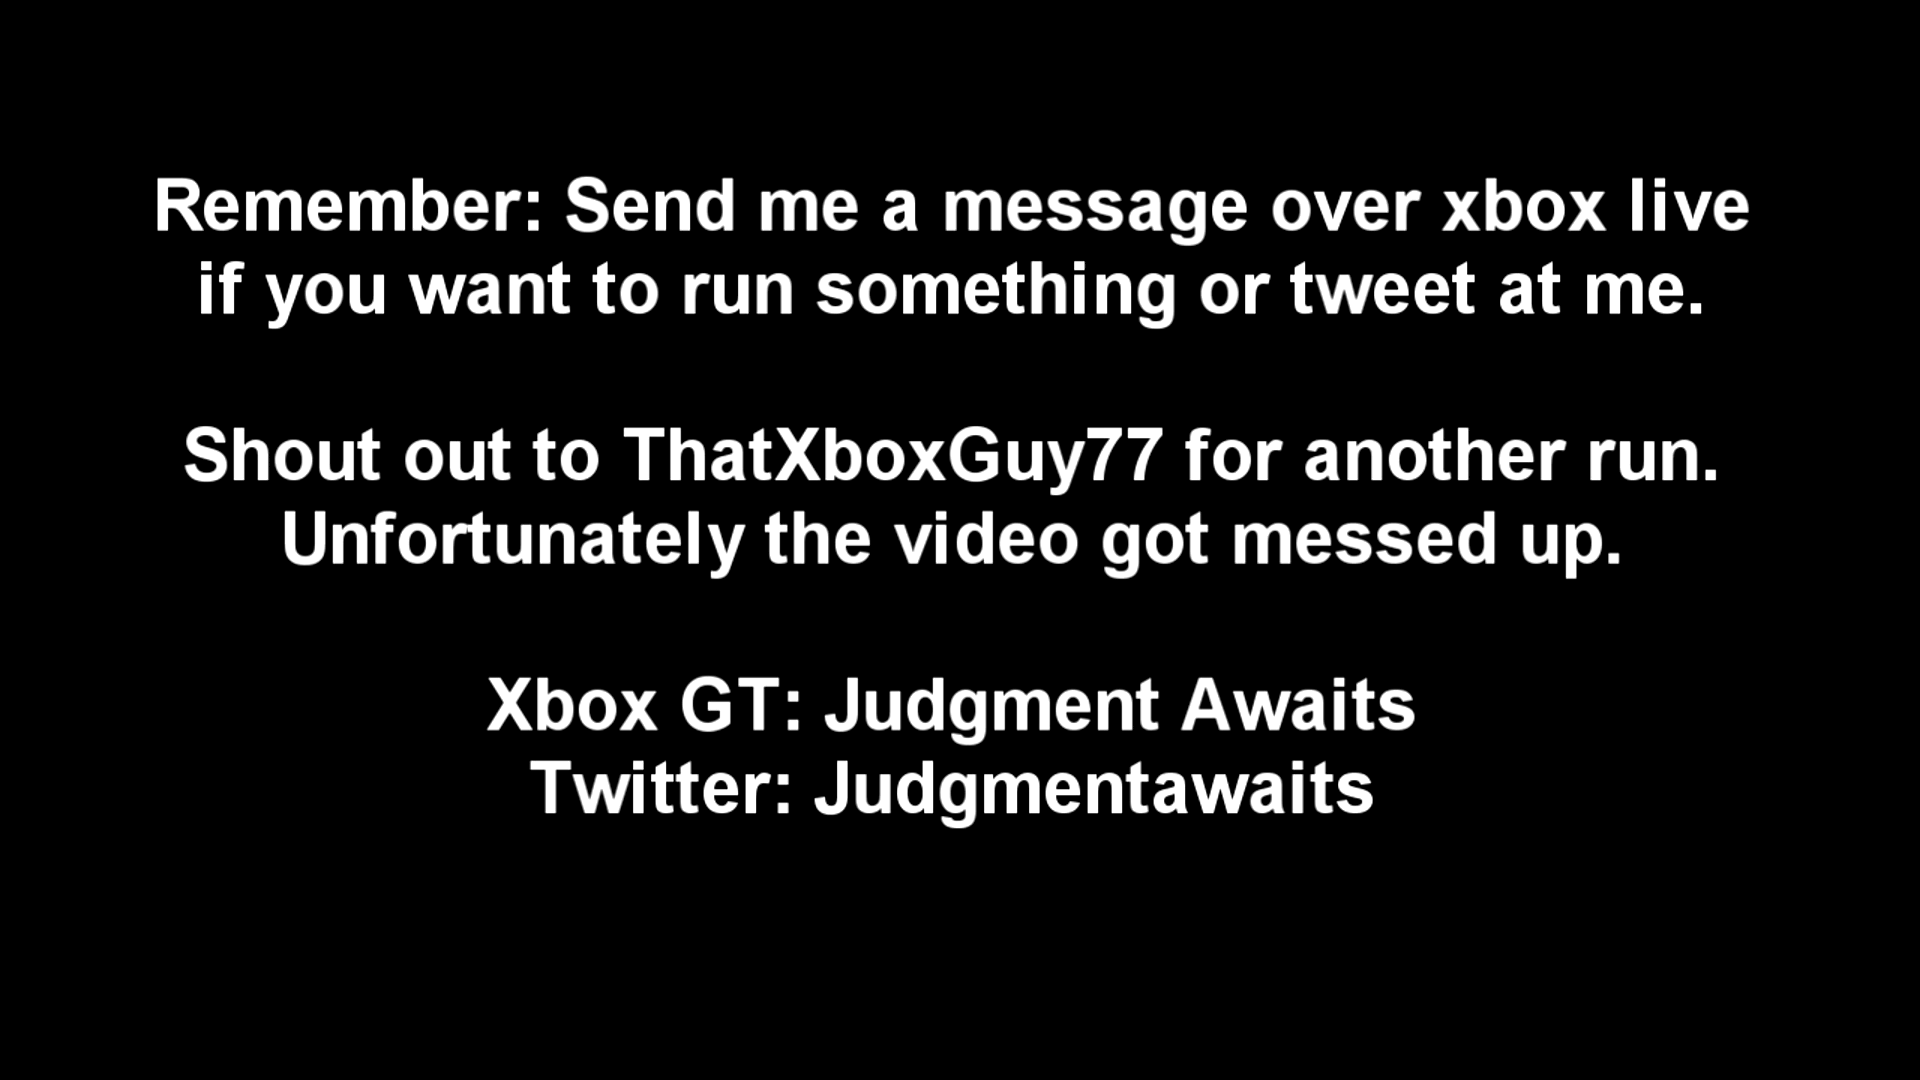 Remember: Send me a message over xbox live
if you want to run something or tweet at me.
Shout out to ThatXboxGuy77 for another run.
Unfortunately the video got messed up.
Xbox GT: Judgment Awaits
Twitter: Judgmentawaits